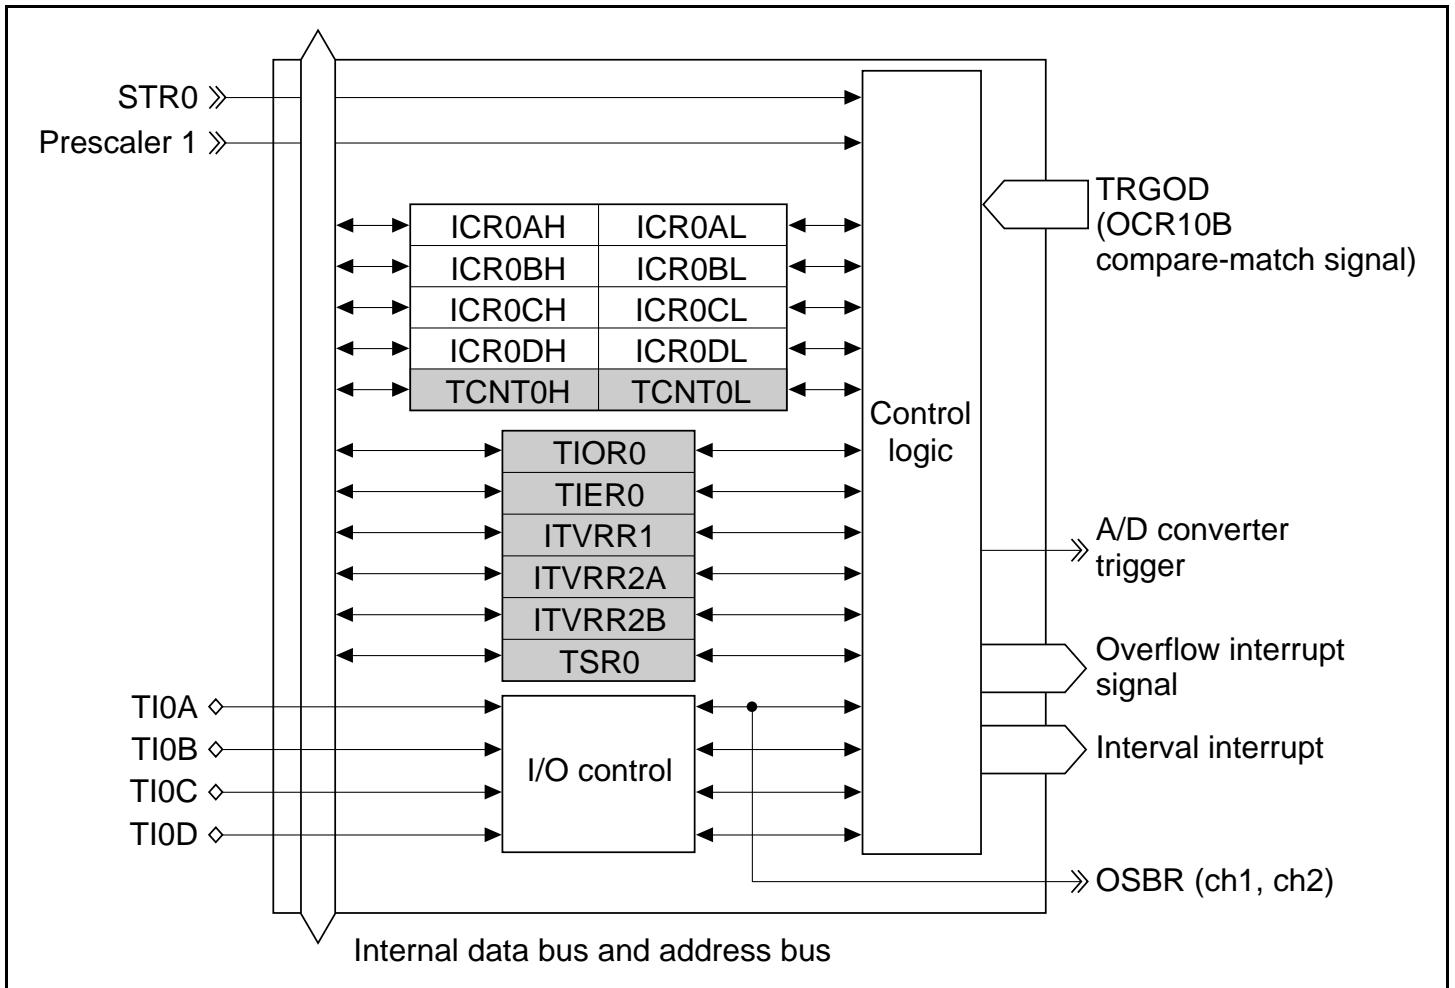 STR0
Prescaler 1
TRGOD
(OCR10B
compare-match signal)
ICR0AH ICR0AL
ICR0BH ICR0BL
ICR0CH ICR0CL
ICR0DH ICR0DL
TCNT0H TCNT0L
Control
logic
TIOR0
TIER0
ITVRR1
ITVRR2A
ITVRR2B
TSR0
A/D converter
trigger
Overflow interrupt
signal
Interval interrupt
TI0A
TI0B
TI0C
TI0D
I/O control
OSBR (ch1, ch2)
Internal data bus and address bus